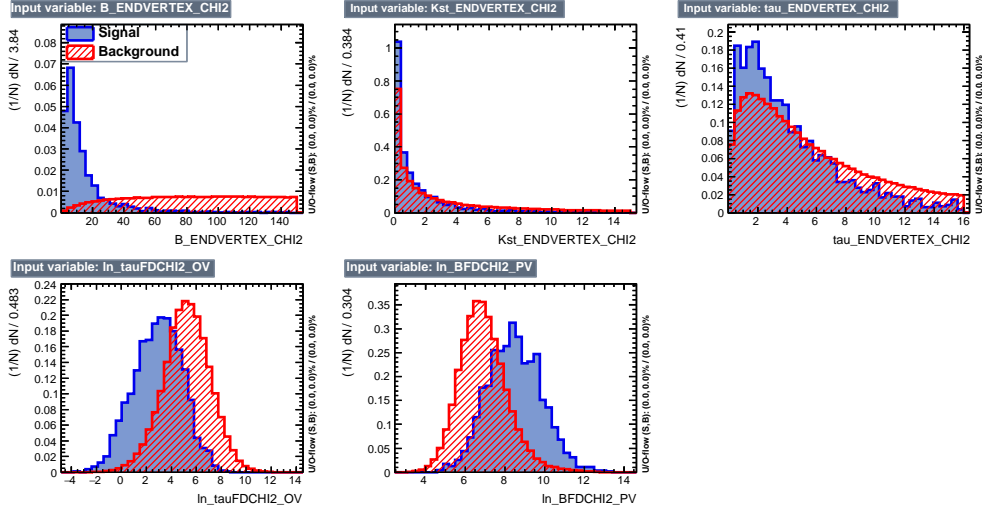 Input variable: B_ENDVERTEX_CHI2
(1/N) dN / 3.84
0.08
0.07
0.06
0.05
0.04
0.03
0.02
0.01
0
Signal
Background
20 40 60 80 100 120 140
B_ENDVERTEX_CHI2
U/O-flow (S,B): (0.0, 0.0)% / (0.0, 0.0)%
Input variable: Kst_ENDVERTEX_CHI2
(1/N) dN / 0.384
1
0.8
0.6
0.4
0.2
0
0 2 4 6 8 10 12 14
Kst_ENDVERTEX_CHI2
U/O-flow (S,B): (0.0, 0.0)% / (0.0, 0.0)%
Input variable: tau_ENDVERTEX_CHI2
(1/N) dN / 0.41
0.2
0.18
0.16
0.14
0.12
0.1
0.08
0.06
0.04
0.02
0
2 4 6 8 10 12 14 16
tau_ENDVERTEX_CHI2
U/O-flow (S,B): (0.0, 0.0)% / (0.0, 0.0)%
Input variable: ln_tauFDCHI2_OV
(1/N) dN / 0.483
0.24
0.22
0.2
0.18
0.16
0.14
0.12
0.1
0.08
0.06
0.04
0.02
0
−4 −2 0 2 4 6 8 10 12 14
ln_tauFDCHI2_OV
U/O-flow (S,B): (0.0, 0.0)% / (0.0, 0.0)%
Input variable: ln_BFDCHI2_PV
(1/N) dN / 0.304
0.35
0.3
0.25
0.2
0.15
0.1
0.05
0
4 6 8 10 12 14
ln_BFDCHI2_PV
U/O-flow (S,B): (0.0, 0.0)% / (0.0, 0.0)%